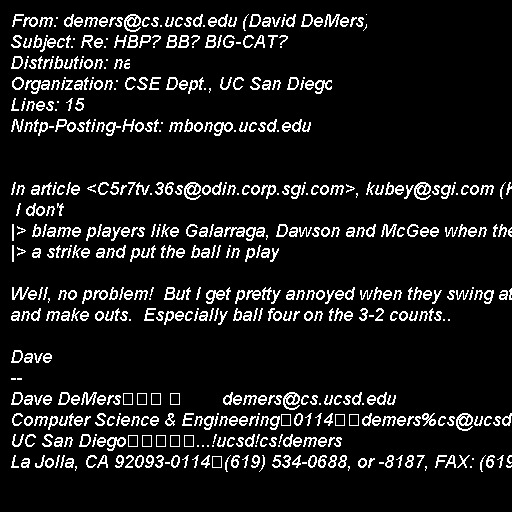 From: demers@cs.ucsd.edu (David DeMers)
Subject: Re: HBP? BB? BIG-CAT?
Distribution: na
Organization: CSE Dept., UC San Diego
Lines: 15
Nntp-Posting-Host: mbongo.ucsd.edu
In article <C5r7tv.36s@odin.corp.sgi.com>, kubey@sgi.com (K
I don't
|> blame players like Galarraga, Dawson and McGee when the
|> a strike and put the ball in play
Well, no problem!  But I get pretty annoyed when they swing at
and make outs.  Especially ball four on the 3-2 counts..
Dave
--
Dave DeMers□□□ □ demers@cs.ucsd.edu
Computer Science & Engineering□0114□□demers%cs@ucsd
UC San Diego□□□□□...!ucsd!cs!demers
La Jolla, CA 92093-0114□(619) 534-0688, or -8187, FAX: (619